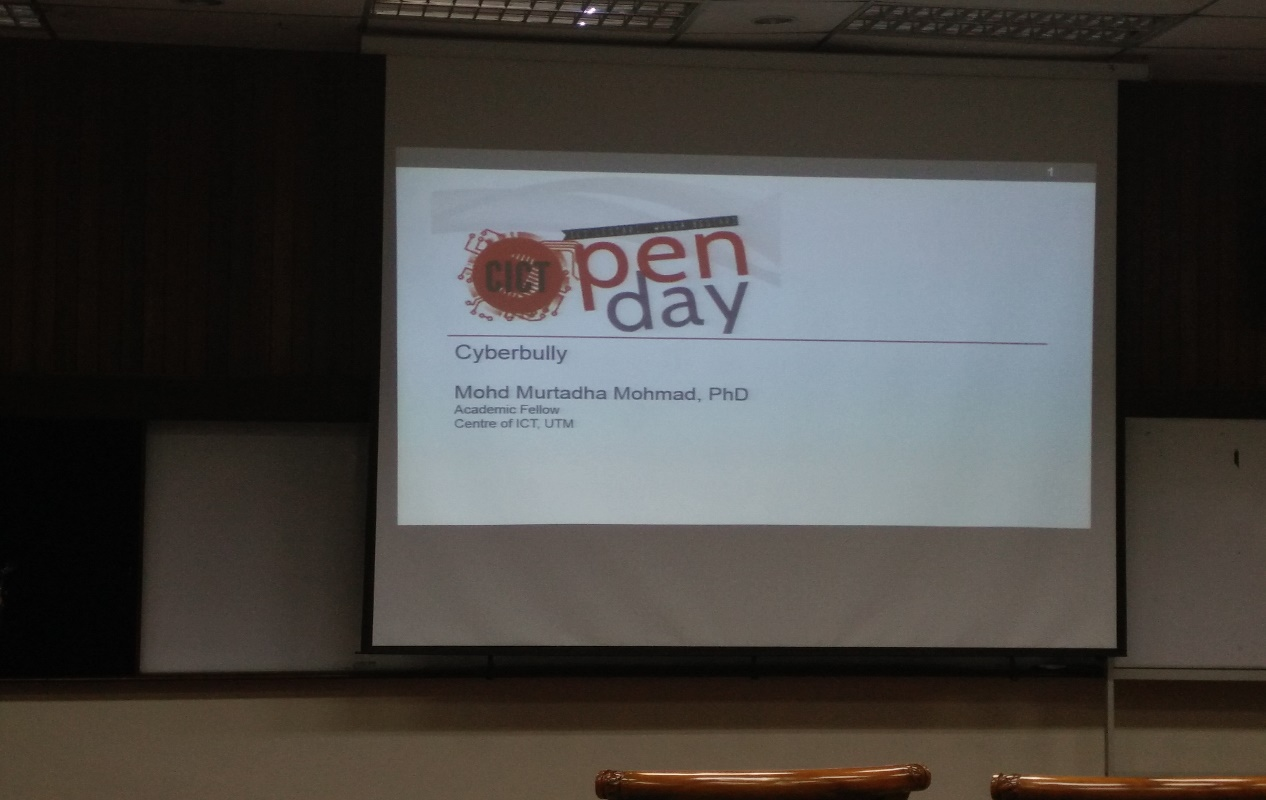 1
CICT
open
day
Cyberbully
Mohd Murtadha Mohmad, PhD
Academic Fellow
Centre of ICT, UTM